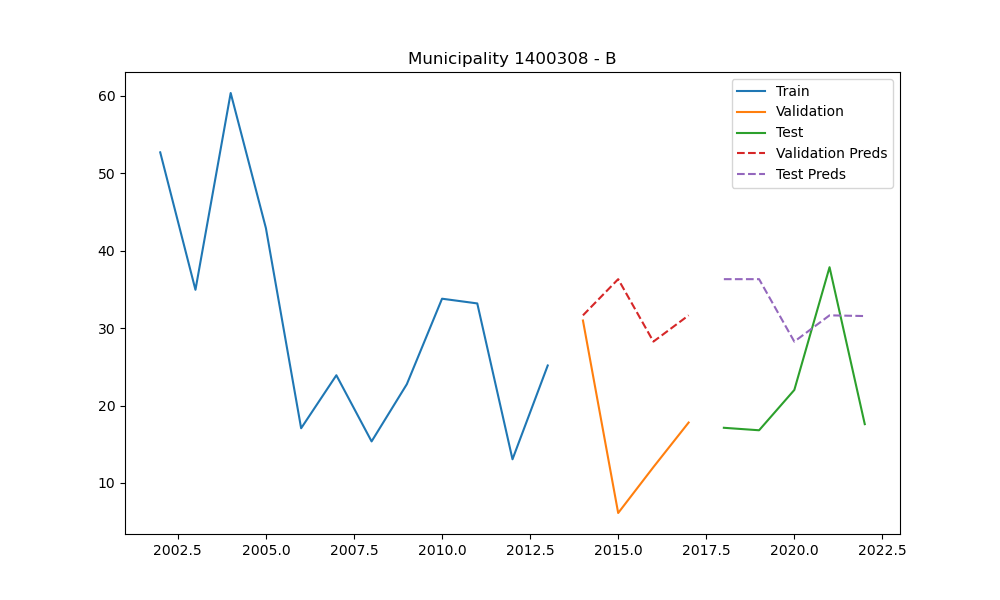 Municipality 1400308 - B
Train
Validation
Test
Validation Preds
Test Preds
60
50
40
30
20
10
2002.5 2005.0 2007.5 2010.0 2012.5 2015.0 2017.5 2020.0 2022.5